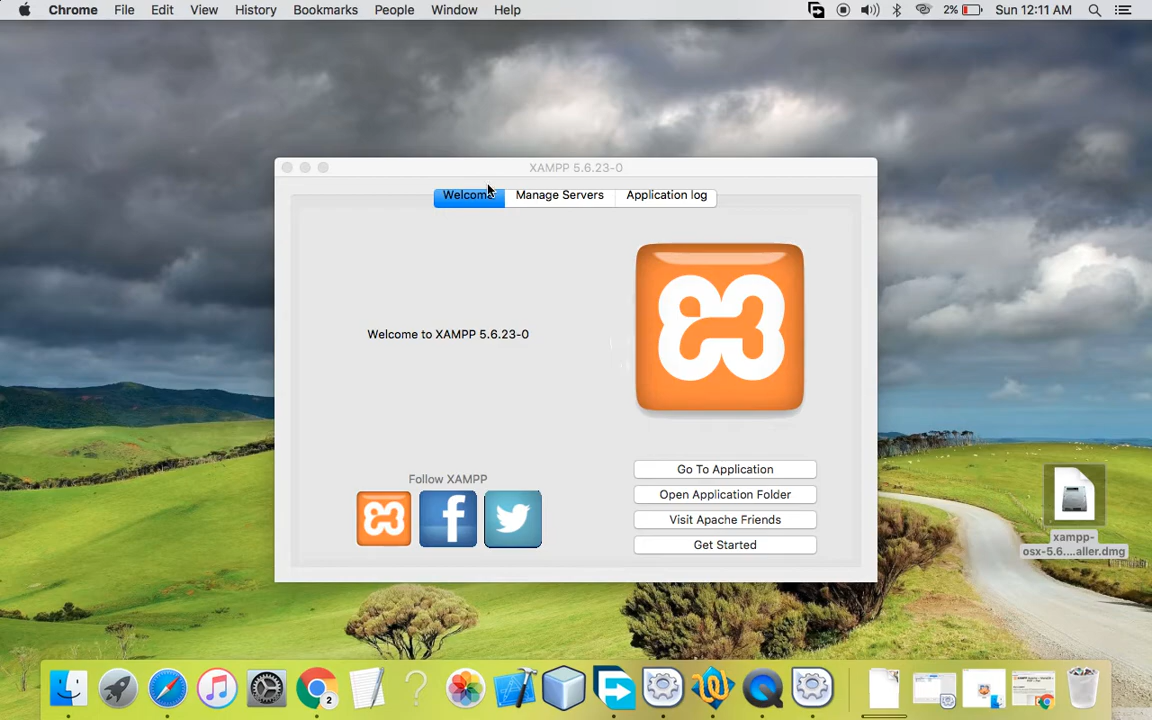 Chrome File Edit View History Bookmarks People Window Help 2% Sun 12:11 AM
XAMPP 5.6.23-0
Welcome Manage Servers Application log
Welcome to XAMPP 5.6.23-0
Go To Application
Follow XAMPP
Open Application Folder
Visit Apache Friends
Get Started
xampp-
osx-5.6....aller.dmg
2